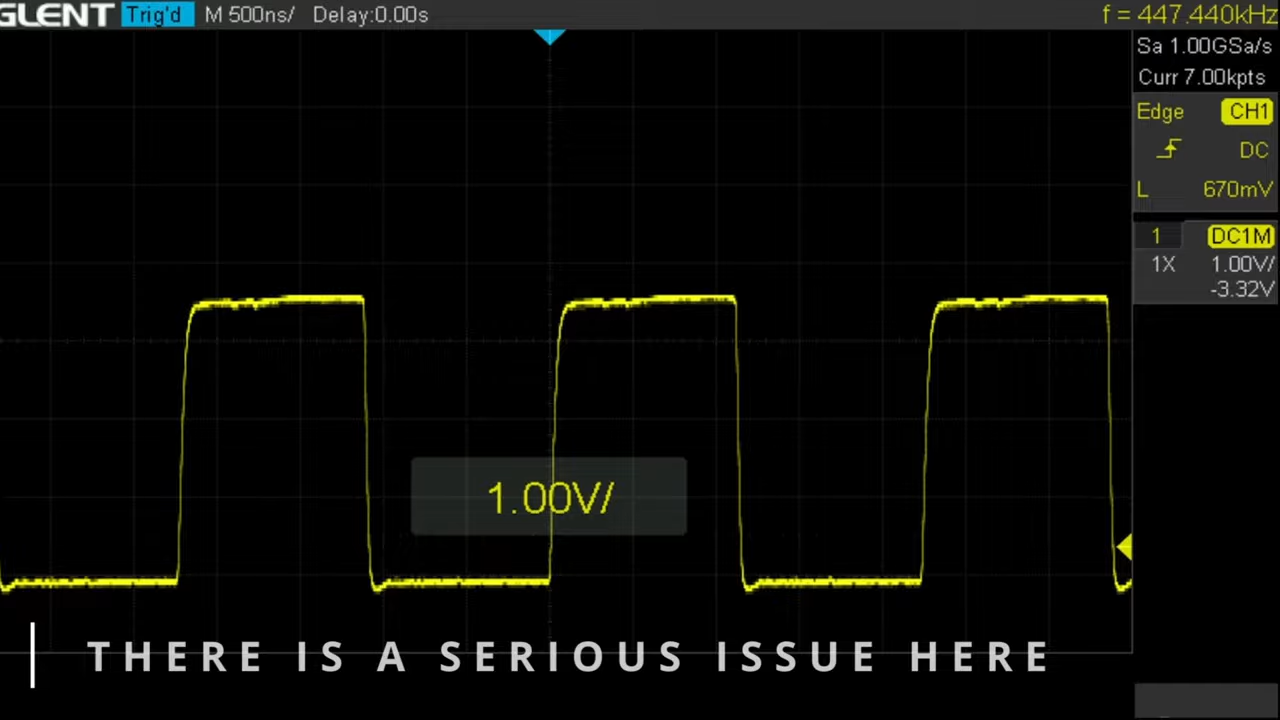 GLENT Trig'd M 500ns/ Delay:0.00s f = 447.440kHz
Sa 1.00GSa/s
Curr 7.00kpts
Edge CH1
DC
L 670mV
1 DC1M
1X 1.00V/
-3.32V
1.00V/
THERE IS A SERIOUS ISSUE HERE